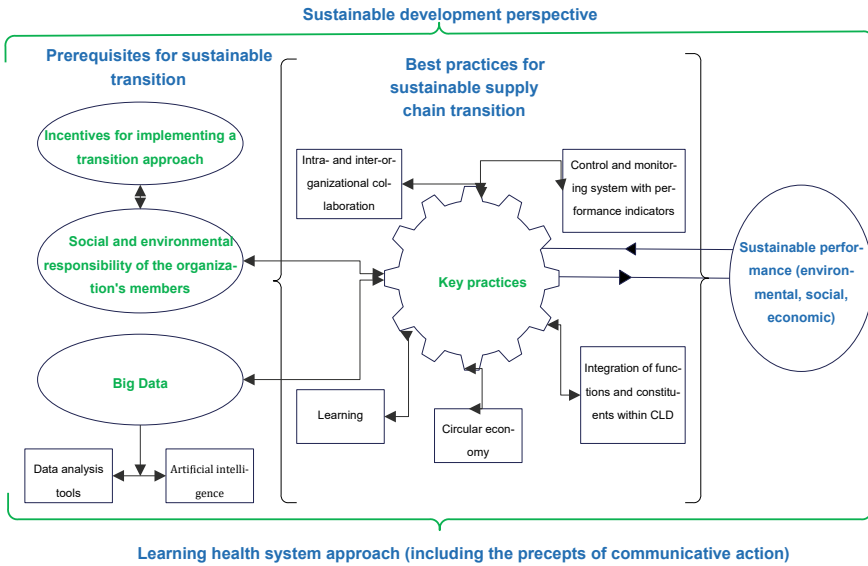 Sustainable development perspective
Prerequisites for sustainable
transition
Best practices for
sustainable supply
chain transition
Incentives for implementing a
transition approach
Social and environmental
responsibility of the organiza-
tion's members
Big Data
Data analysis
tools
Artificial intelli-
gence
Intra- and inter-or-
ganizational col-
laboration
Control and monitor-
ing system with per-
formance indicators
Key practices
Learning
Circular econ-
omy
Integration of func-
tions and constitu-
ents within CLD
Sustainable perfor-
mance (environ-
mental, social,
economic)
Learning health system approach (including the precepts of communicative action)